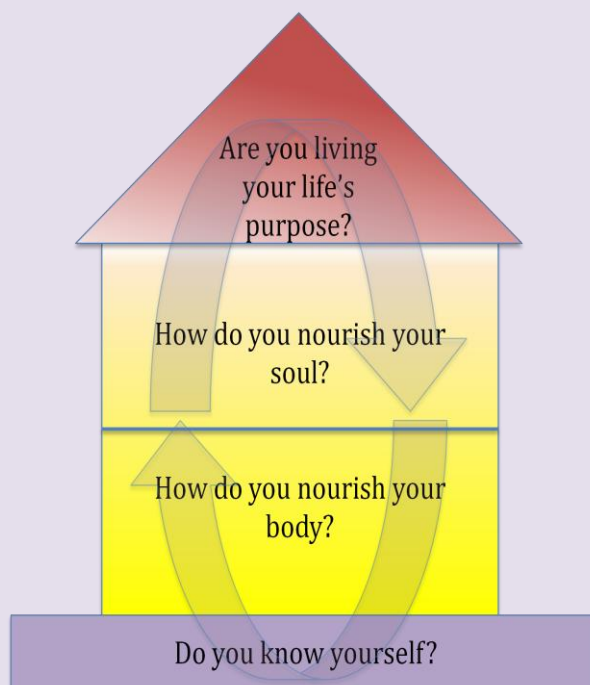 Are you living
your life's
purpose?
How do you nourish your
soul?
How do you nourish your
body?
Do you know yourself?